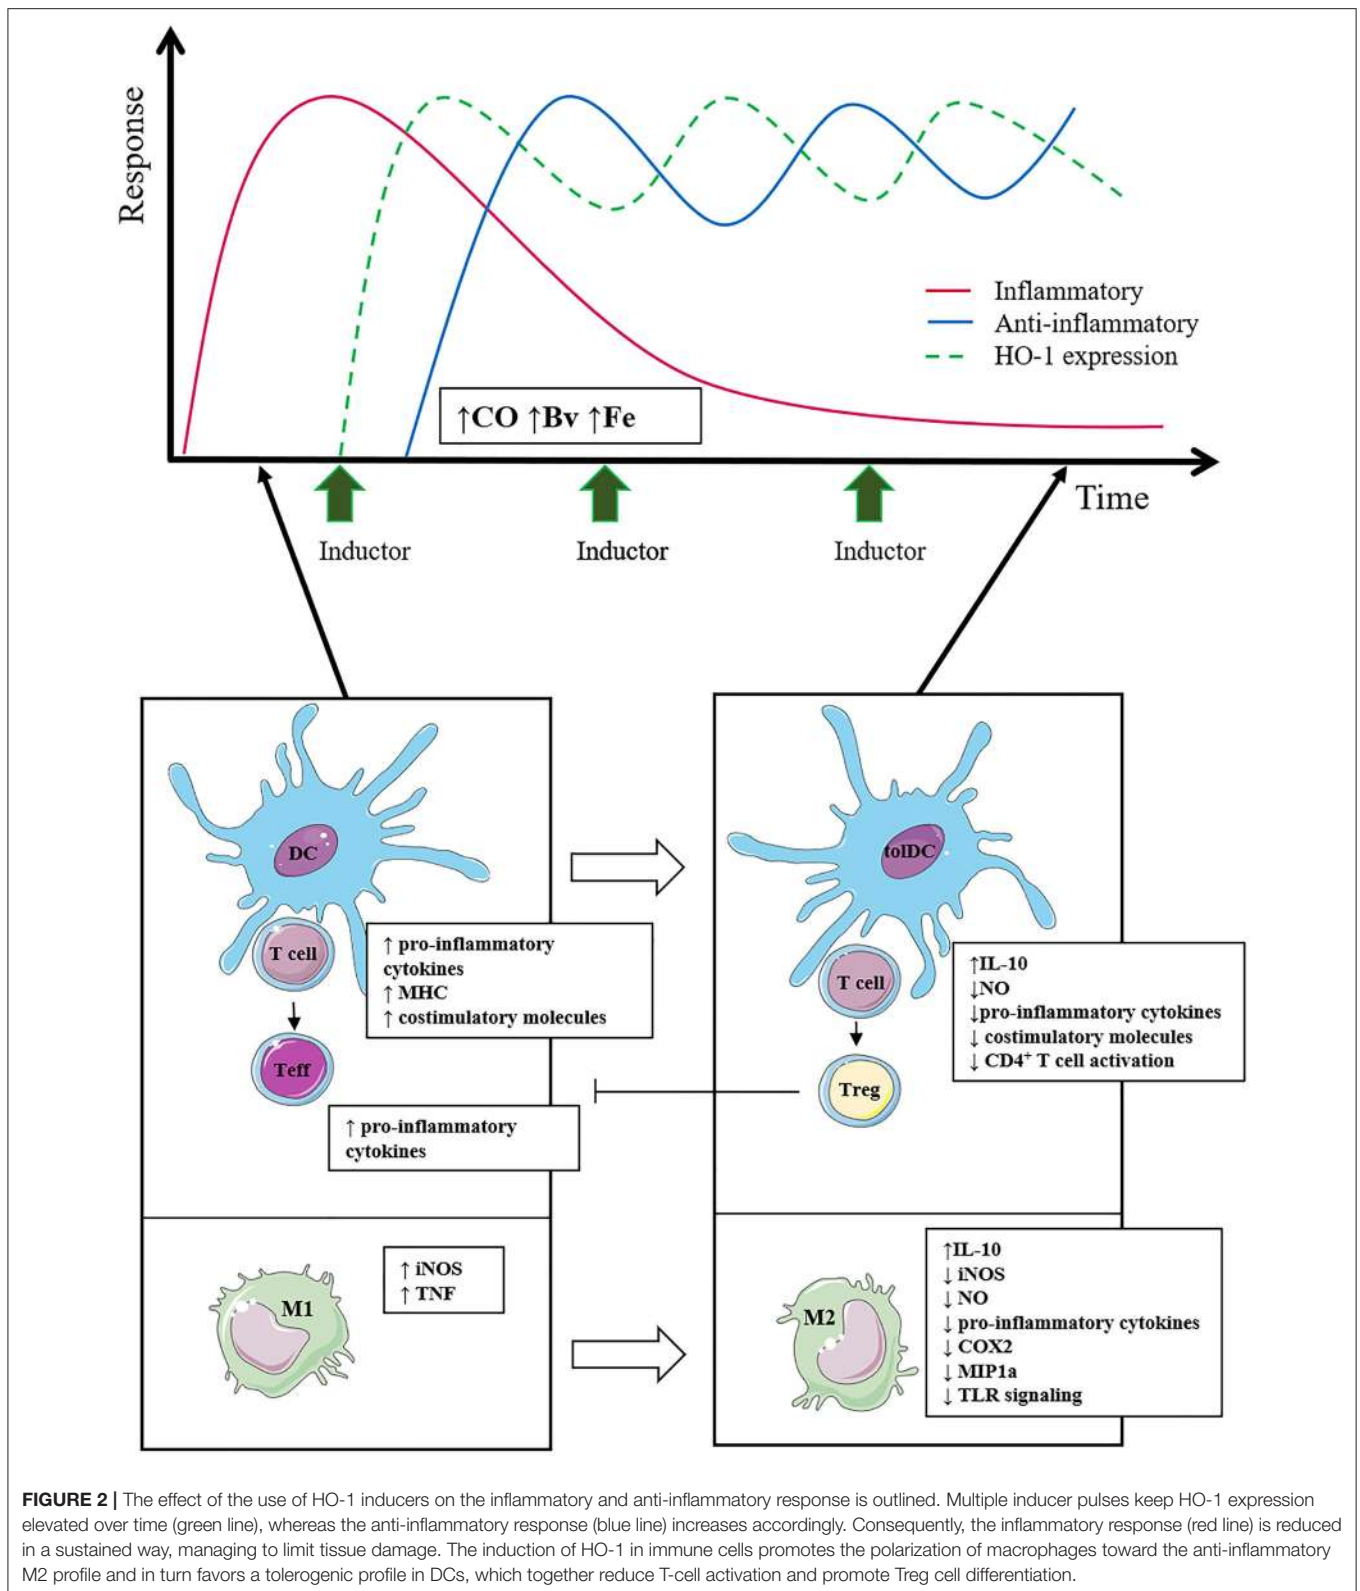 Response
Inflammatory
Anti-inflammatory
HO-1 expression
↑CO ↑Bv ↑Fe
Time
Inductor
Inductor
Inductor
DC
T cell
Teff
↑ pro-inflammatory
cytokines
↑ MHC
↑ costimulatory molecules
↑ pro-inflammatory
cytokines
tolDC
T cell
Treg
↑IL-10
↓NO
↓pro-inflammatory cytokines
↓ costimulatory molecules
↓ CD4⁺ T cell activation
M1
↑ iNOS
↑ TNF
M2
↑IL-10
↓ iNOS
↓ NO
↓ pro-inflammatory cytokines
↓ COX2
↓ MIP1a
↓ TLR signaling
FIGURE 2 | The effect of the use of HO-1 inducers on the inflammatory and anti-inflammatory response is outlined. Multiple inducer pulses keep HO-1 expression
elevated over time (green line), whereas the anti-inflammatory response (blue line) increases accordingly. Consequently, the inflammatory response (red line) is reduced
in a sustained way, managing to limit tissue damage. The induction of HO-1 in immune cells promotes the polarization of macrophages toward the anti-inflammatory
M2 profile and in turn favors a tolerogenic profile in DCs, which together reduce T-cell activation and promote Treg cell differentiation.